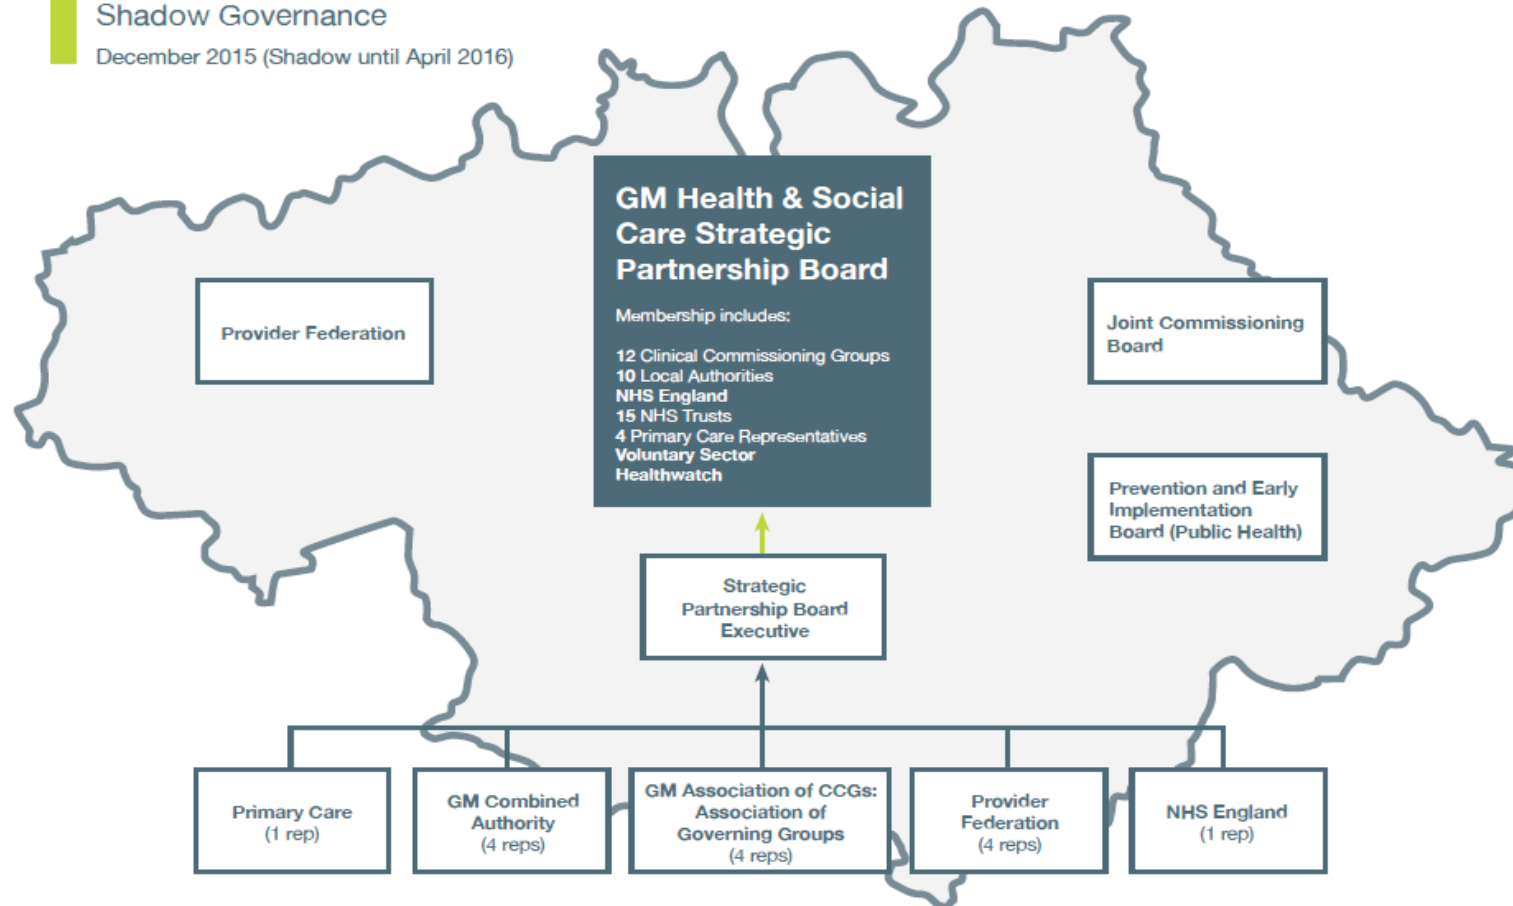 Shadow Governance
December 2015 (Shadow until April 2016)
GM Health & Social
Care Strategic
Partnership Board
Membership includes:
12 Clinical Commissioning Groups
10 Local Authorities
NHS England
15 NHS Trusts
4 Primary Care Representatives
Voluntary Sector
Healthwatch
Provider Federation
Joint Commissioning
Board
Prevention and Early
Implementation
Board (Public Health)
Strategic
Partnership Board
Executive
Primary Care
(1 rep)
GM Combined
Authority
(4 reps)
GM Association of CCGs:
Association of
Governing Groups
(4 reps)
Provider
Federation
(4 reps)
NHS England
(1 rep)